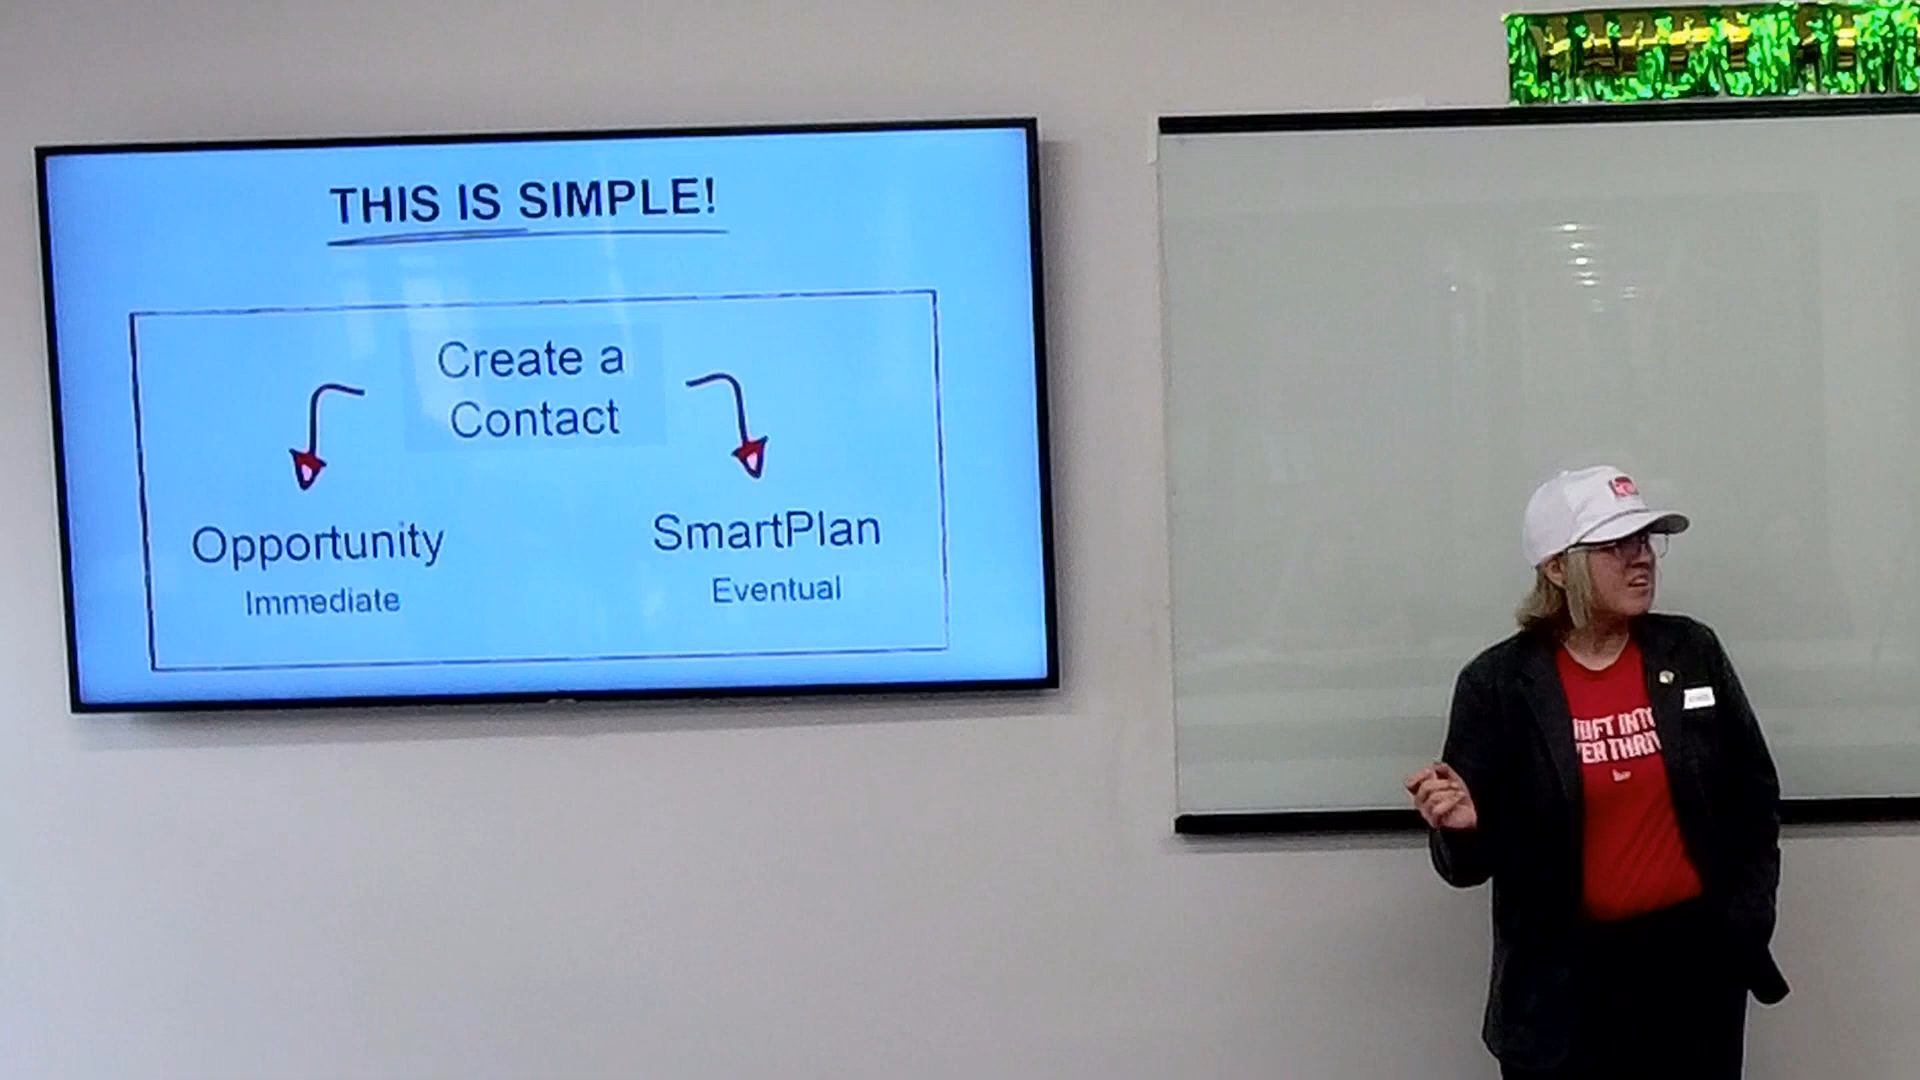 THIS IS SIMPLE!
Create a
Contact
Opportunity
Immediate
SmartPlan
Eventual